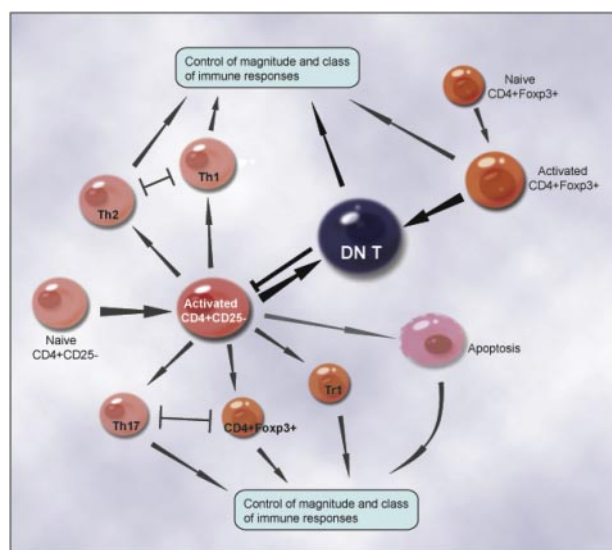 Control of magnitude and class
of immune responses
Naive
CD4+Foxp3+
Th1
Activated
CD4+Foxp3+
Th2
DN T
Activated
CD4+CD25-
Naive
CD4+CD25-
Apoptosis
Tr1
Th17
CD4+Foxp3+
Control of magnitude and class
of immune responses